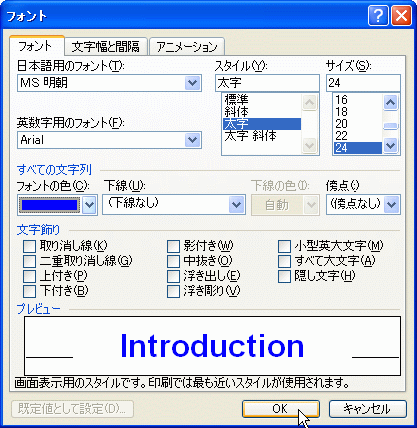 フォント
フォント 文字幅と間隔 アニメーション
日本語用のフォント(T): スタイル(Y): サイズ(S):
MS 明朝 太字 24
標準 16
斜体 18
太字 20
太字 斜体 22
24
英数字用のフォント(F):
Arial
すべての文字列
フォントの色(C): 下線(U): 下線の色(I): 傍点(·)
(下線なし) 自動 (傍点なし)
文字飾り
取り消し線(K) 影付き(W) 小型英大文字(M)
二重取り消し線(G) 中抜き(O) すべて大文字(A)
上付き(P) 浮き出し(E) 隠し文字(H)
下付き(B) 浮き彫り(V)
プレビュー
Introduction
画面表示用のスタイルです。印刷では最も近いスタイルが使用されます。
既定値として設定(D)... OK キャンセル